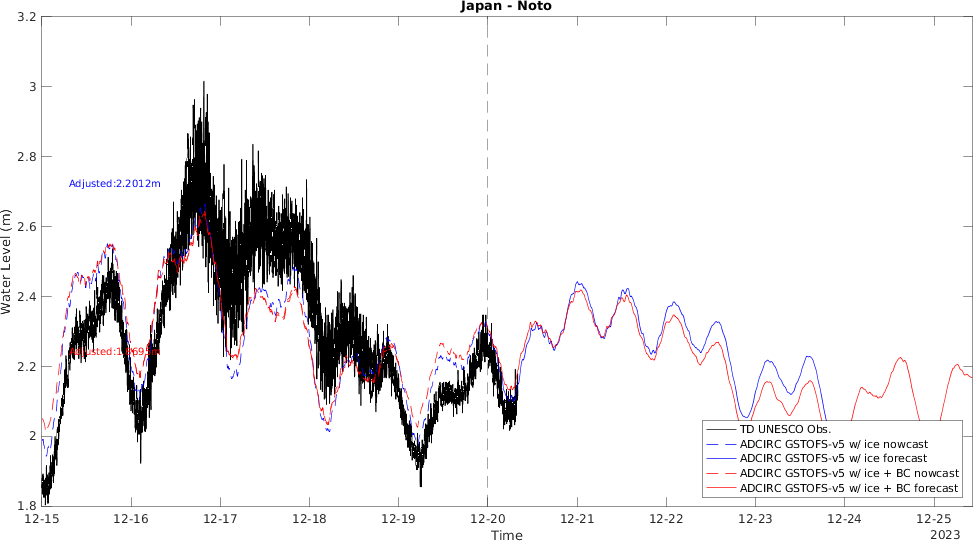 Japan - Noto
3.2
3
2.8
2.6
2.4
2.2
2
1.8
Water Level (m)
Adjusted:2.2012m
12-15
12-16
12-17
12-18
12-19
12-20
12-21
12-22
12-23
12-24
12-25
Time
2023
TD UNESCO Obs.
ADCIRC GSTOFS-v5 w/ ice nowcast
ADCIRC GSTOFS-v5 w/ ice forecast
ADCIRC GSTOFS-v5 w/ ice + BC nowcast
ADCIRC GSTOFS-v5 w/ ice + BC forecast